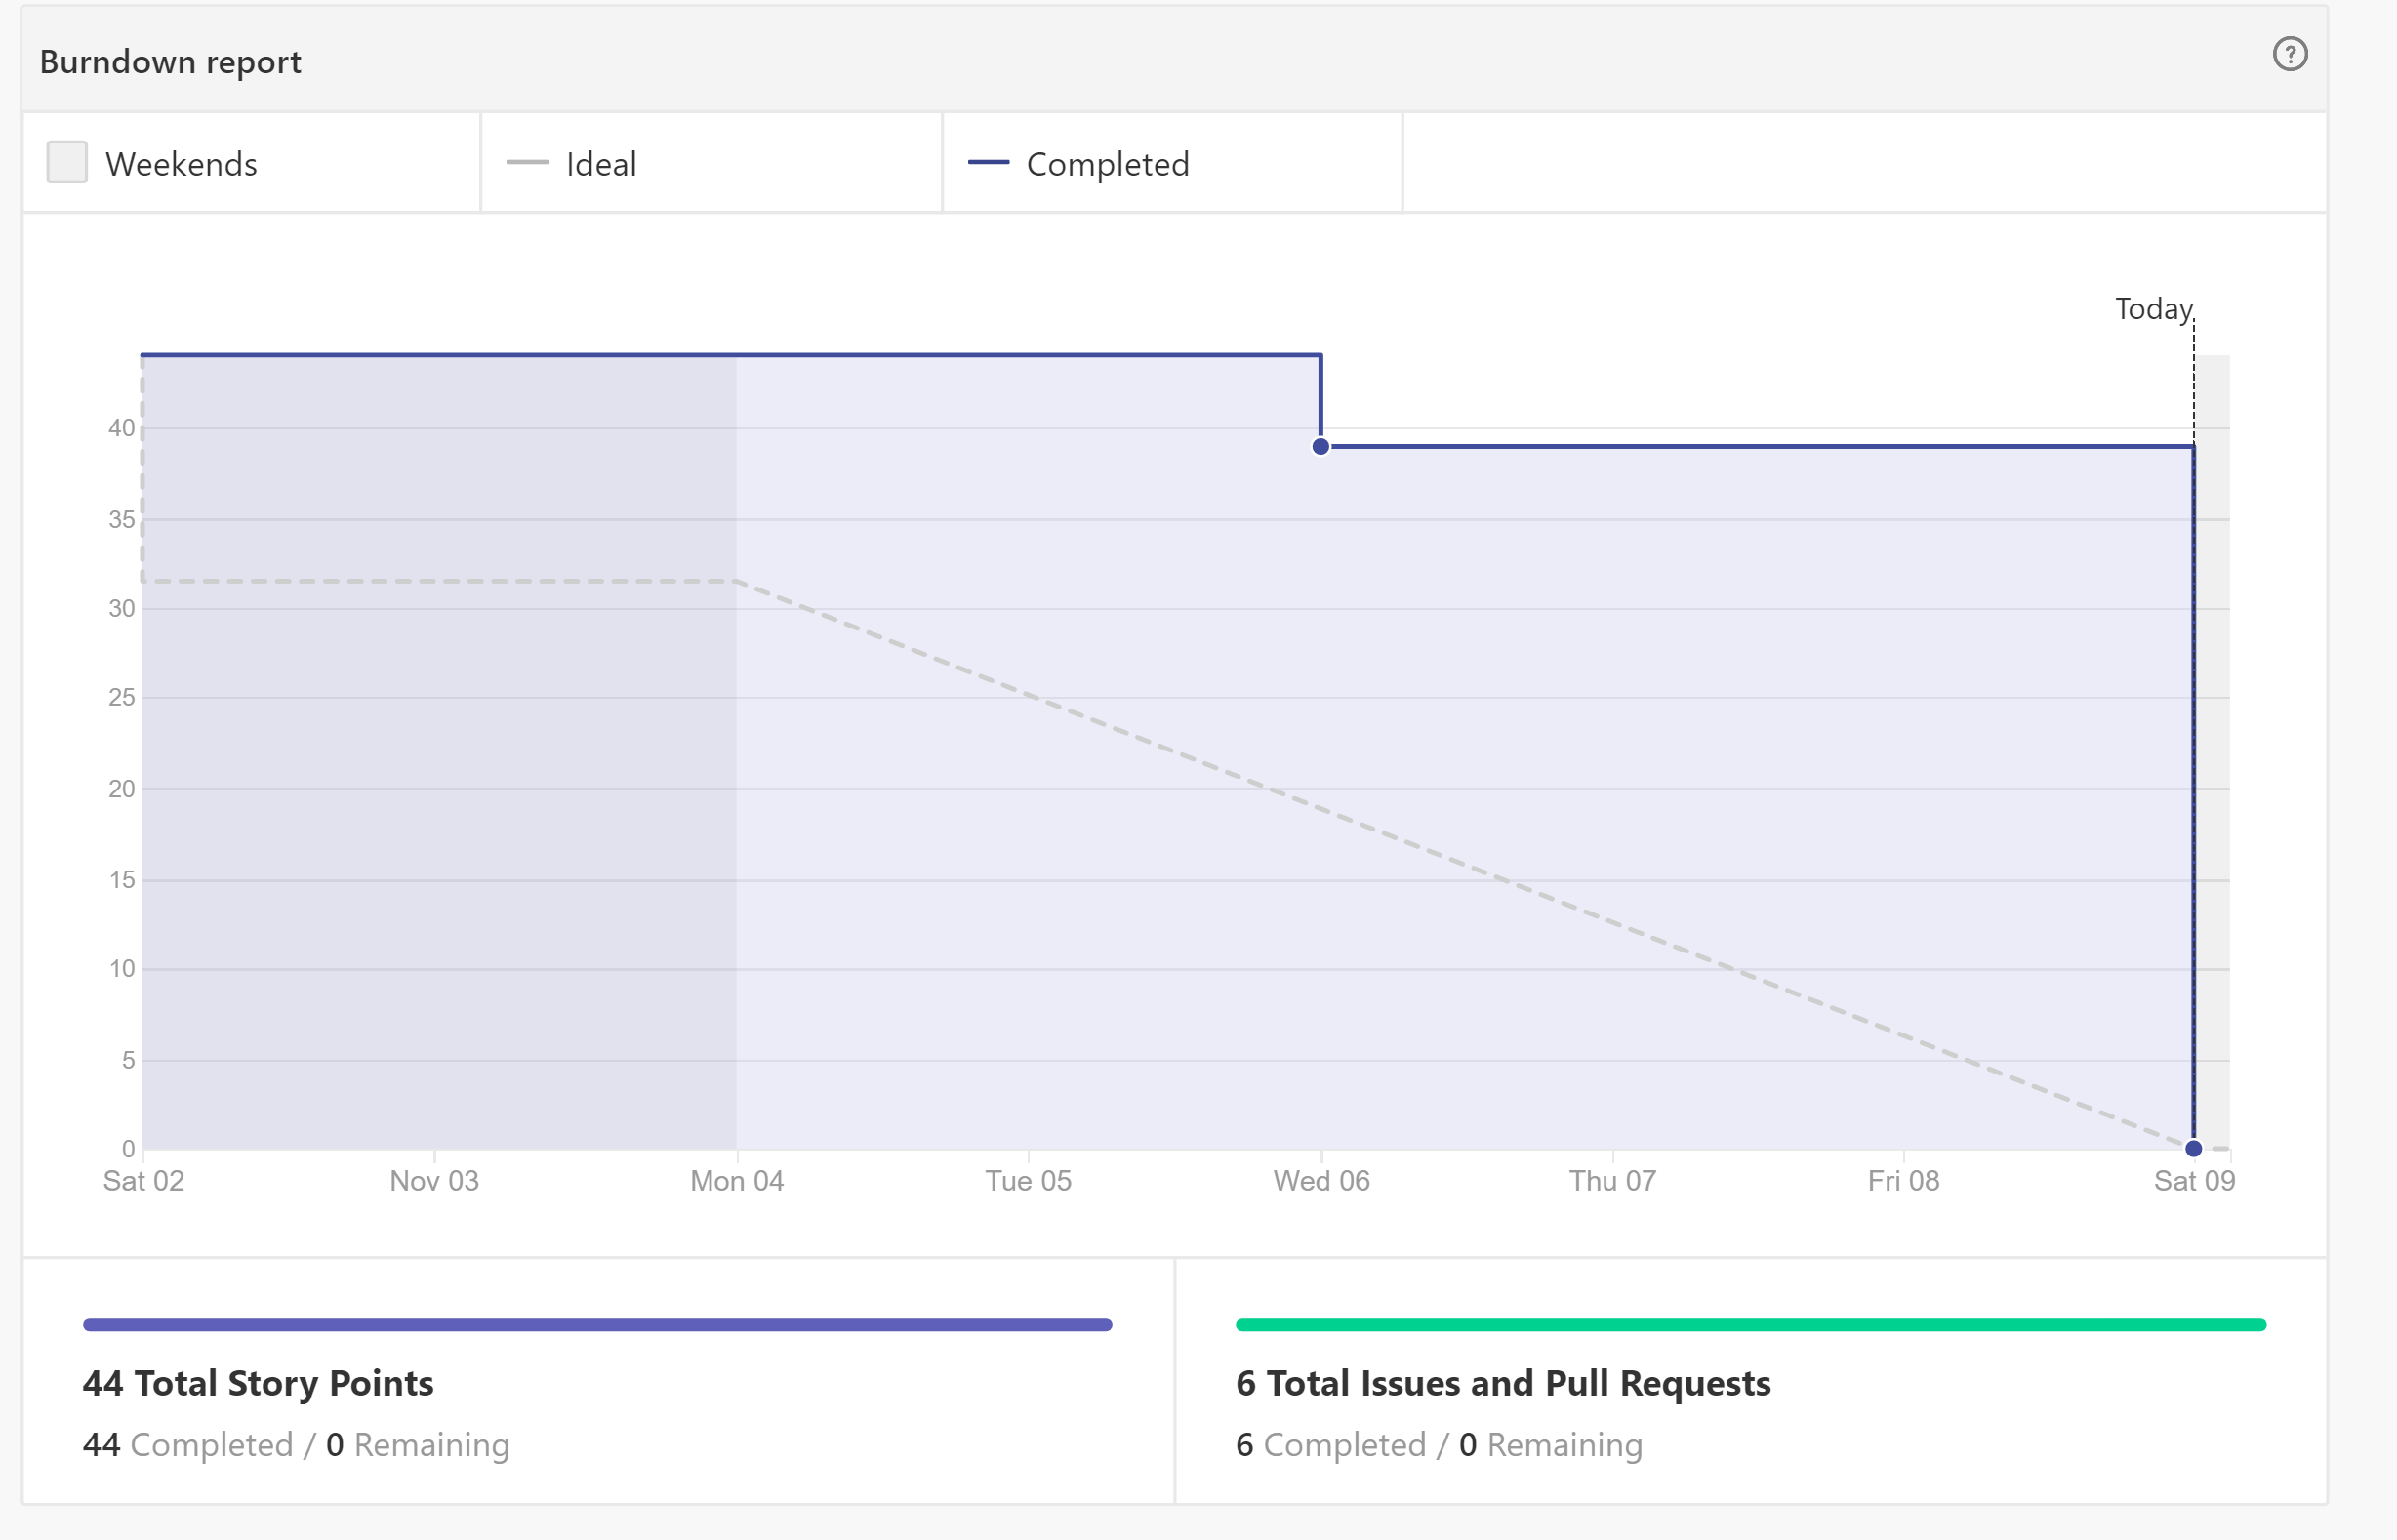 Burndown report
?
Weekends
Ideal
Completed
Today
40
35
30
25
20
15
10
5
0
Sat 02 Nov 03 Mon 04 Tue 05 Wed 06 Thu 07 Fri 08 Sat 09
44 Total Story Points
44 Completed / 0 Remaining
6 Total Issues and Pull Requests
6 Completed / 0 Remaining